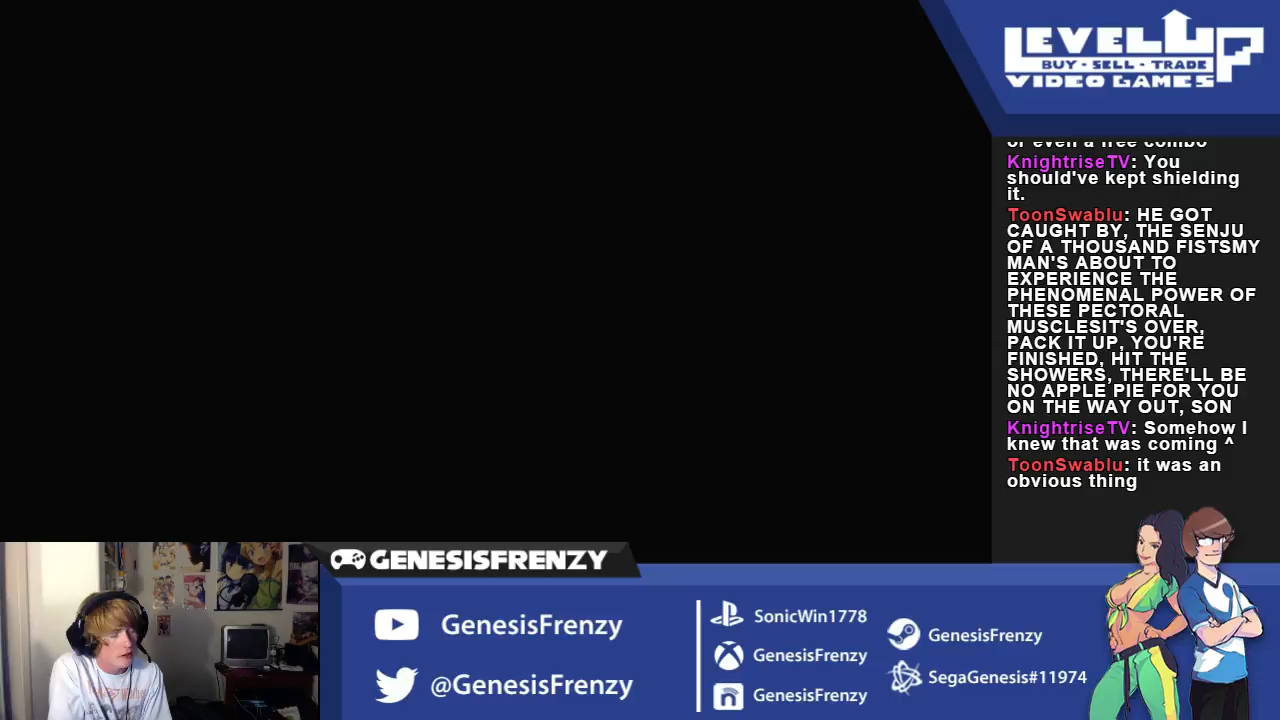 LEVEL UP
BUY - SELL - TRADE
VIDEO GAMES
or even a free combo
KnightriseTV: You
should've kept shielding
it.
ToonSwablu: HE GOT
CAUGHT BY, THE SENJU
OF A THOUSAND FISTSMY
MAN'S ABOUT TO
EXPERIENCE THE
PHENOMENAL POWER OF
THESE PECTORAL
MUSCLESIT'S OVER,
PACK IT UP, YOU'RE
FINISHED, HIT THE
SHOWERS, THERE'LL BE
NO APPLE PIE FOR YOU
ON THE WAY OUT, SON
KnightriseTV: Somehow I
knew that was coming ^
ToonSwablu: it was an
obvious thing
GENESISFRENZY
GenesisFrenzy
@GenesisFrenzy
SonicWin1778
GenesisFrenzy
GenesisFrenzy
GenesisFrenzy
SegaGenesis#11974